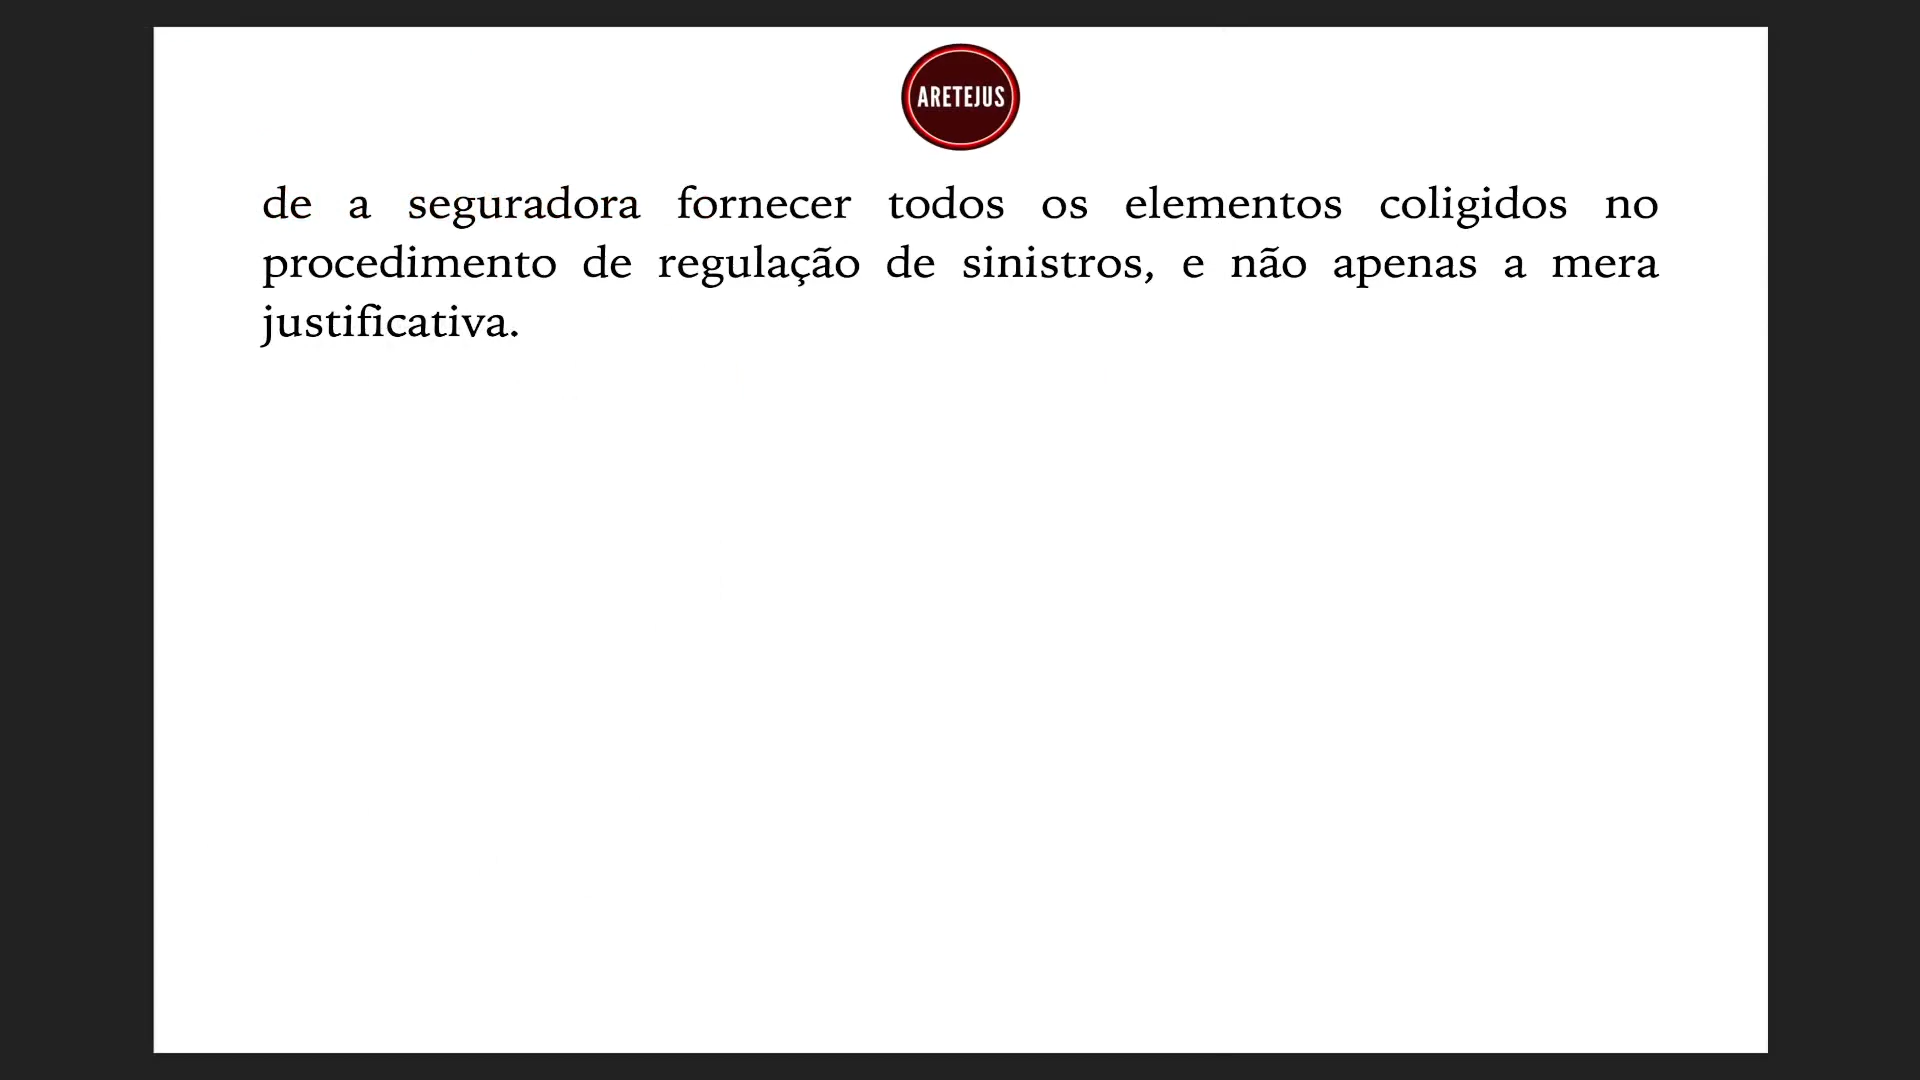 ARETEJUS
de a seguradora fornecer todos os elementos coligidos no
procedimento de regulação de sinistros, e não apenas a mera
justificativa.